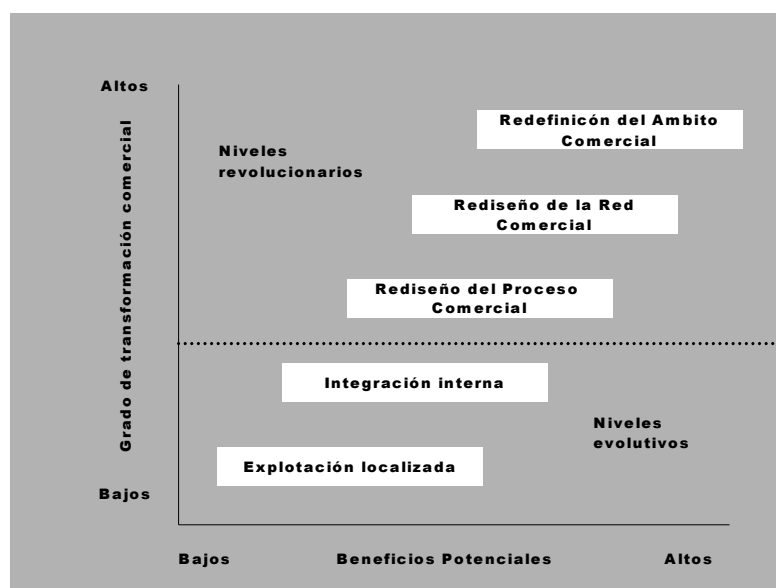 Altos
Redefinicón del Ambito
Comercial
Niveles
revolucionarios
Rediseño de la Red
Comercial
Grado de transformación comercial
Rediseño del Proceso
Comercial
Integración interna
Niveles
evolutivos
Explotación localizada
Bajos
Bajos Beneficios Potenciales Altos